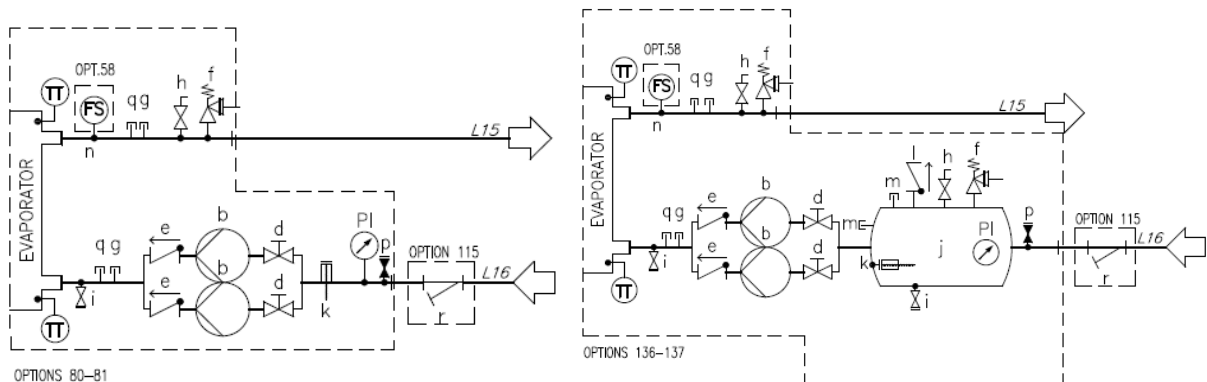 OPT.58
TT
FS
q g
h
f
n
L15
EVAPORATOR
b
e
d
PI
p
OPTION 115
q g
b
L16
e
d
i
k
r
TT
OPTIONS 80-81
OPT.58
TT
FS
q g
h
f
n
L15
EVAPORATOR
l
h
f
b
d
m
e
PI
p
OPTION 115
q g
b
m
L16
e
d
j
k
i
r
i
TT
OPTIONS 136-137